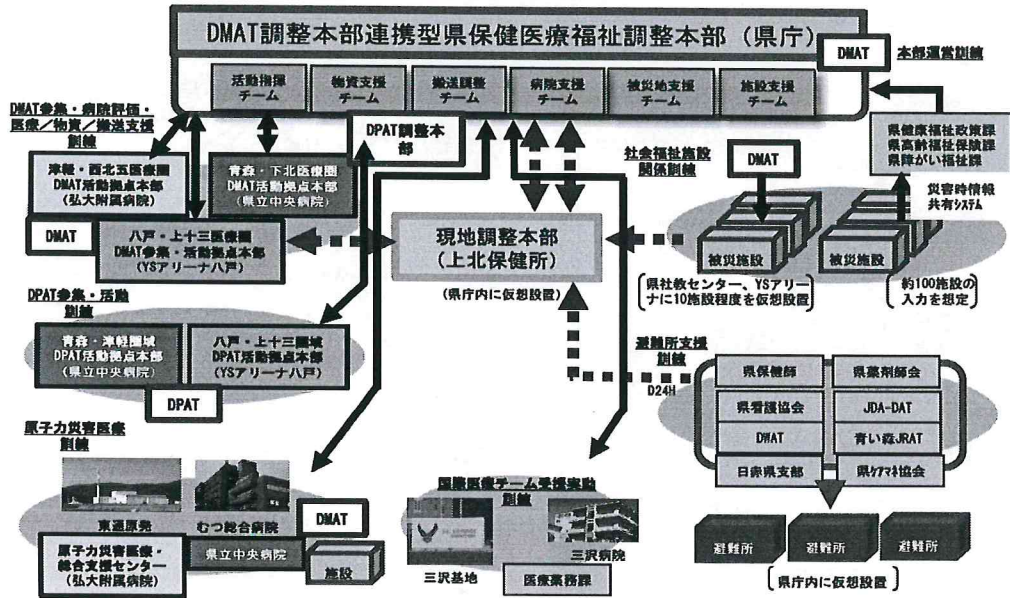 DMAT調整本部連携型県保健医療福祉調整本部(県庁)
DMAT
本部運営訓練
活動指揮
チーム
物資支援
チーム
搬送調整
チーム
病院支援
チーム
被災地支援
チーム
施設支援
チーム
DMAT参集・病院評価・
医療/物資/搬送支援
訓練
DPAT調整本
部
津軽・西北五医療圏
DMAT活動拠点本部
(弘大附属病院)
青森・下北医療圏
DMAT活動拠点本部
(県立中央病院)
DMAT
八戸・上十三医療圏
DMAT参集・活動拠点本部
(YSアリーナ八戸)
社会福祉施設
関係訓練
DMAT
県健康福祉政策課
県高齢福祉保険課
県障がい福祉課
災害時情報
共有システム
被災施設
被災施設
県社教センター、YSアリー
ナに10施設程度を仮想設置
約100施設の
入力を想定
現地調整本部
(上北保健所)
(県庁内に仮想設置)
DPAT参集・活動
訓練
青森・津軽圏域
DPAT活動拠点本部
(県立中央病院)
八戸・上十三圏域
DPAT活動拠点本部
(YSアリーナ八戸)
DPAT
避難所支援
訓練
D24H
県保健師
県薬剤師会
県看護協会
JDA-DAT
DWAT
青い森JRAT
日赤県支部
県ケアマネ協会
避難所
避難所
避難所
県庁内に仮想設置
原子力災害医療
訓練
東通原発
むつ総合病院
DMAT
原子力災害医療・
総合支援センター
(弘大附属病院)
県立中央病院
施設
国際医療チーム受援実動
訓練
三沢基地
三沢病院
医療業務課